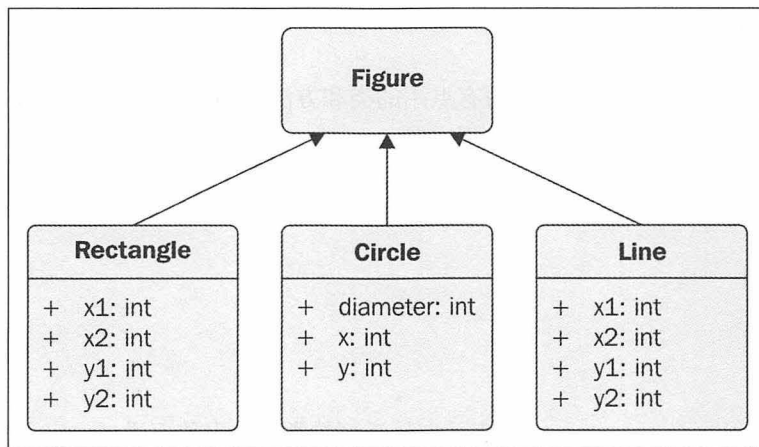 Figure
Rectangle
+ x1: int
+ x2: int
+ y1: int
+ y2: int
Circle
+ diameter: int
+ x: int
+ y: int
Line
+ x1: int
+ x2: int
+ y1: int
+ y2: int